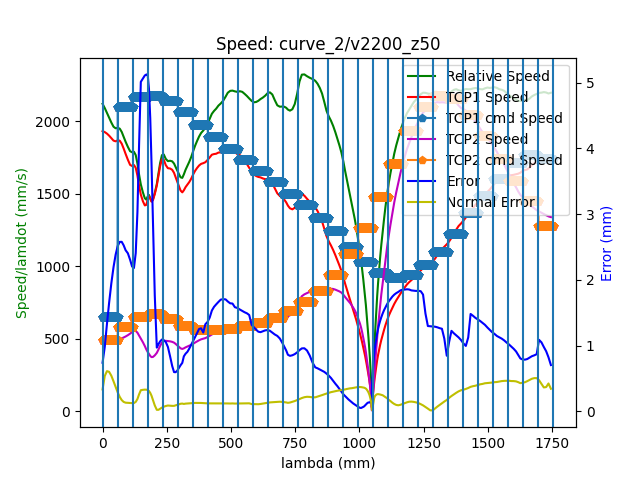 Speed: curve_2/v2200_z50
Relative Speed
TCP1 Speed
TCP1 cmd Speed
TCP2 Speed
TCP2 cmd Speed
Error
Normal Error
Speed/lamdot (mm/s)
2000
1500
1000
500
0
5
4
3
2
1
0
Error (mm)
0 250 500 750 1000 1250 1500 1750
lambda (mm)